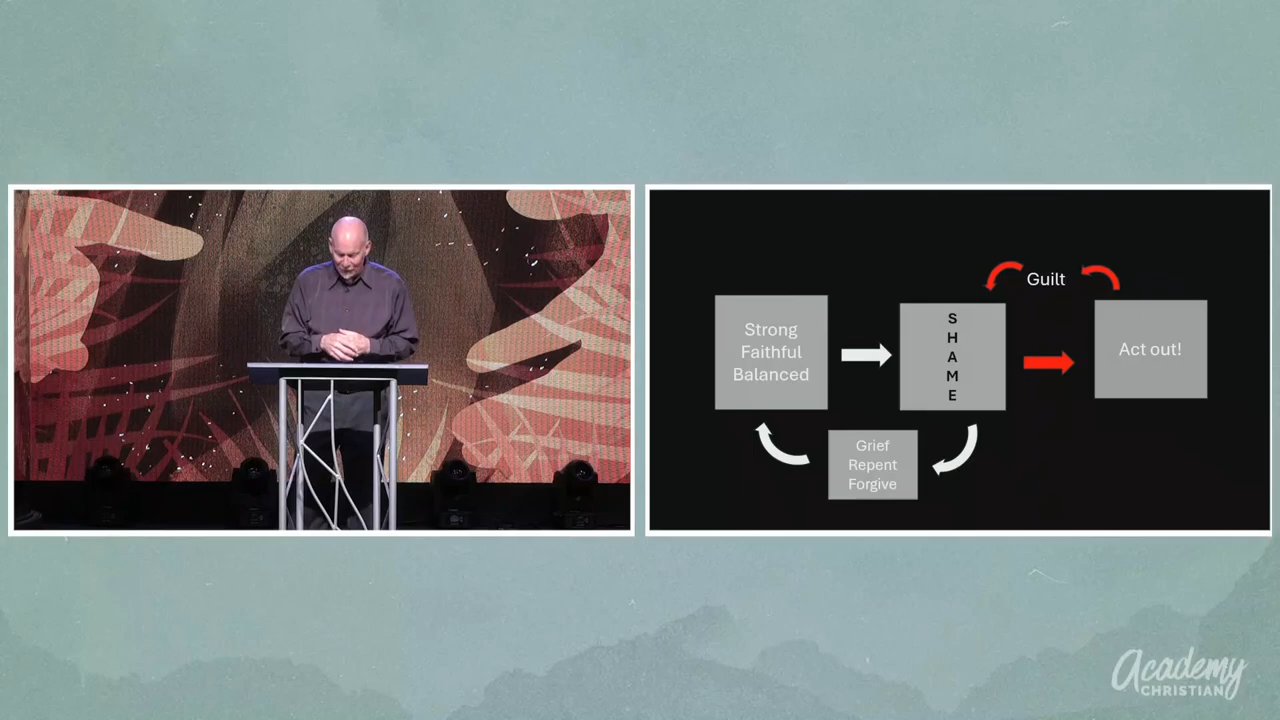 Guilt
Strong
Faithful
Balanced
S
H
A
M
E
Act out!
Grief
Repent
Forgive
Academy
CHRISTIAN